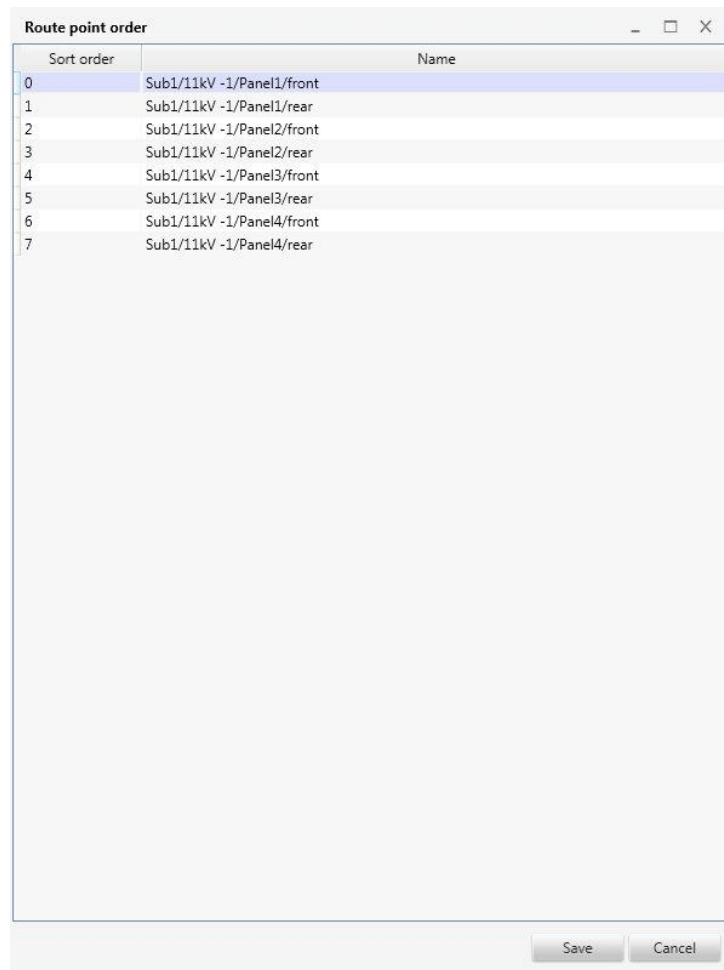 Route point order
Sort order Name
0 Sub1/11kV -1/Panel1/front
1 Sub1/11kV -1/Panel1/rear
2 Sub1/11kV -1/Panel2/front
3 Sub1/11kV -1/Panel2/rear
4 Sub1/11kV -1/Panel3/front
5 Sub1/11kV -1/Panel3/rear
6 Sub1/11kV -1/Panel4/front
7 Sub1/11kV -1/Panel4/rear
Save Cancel